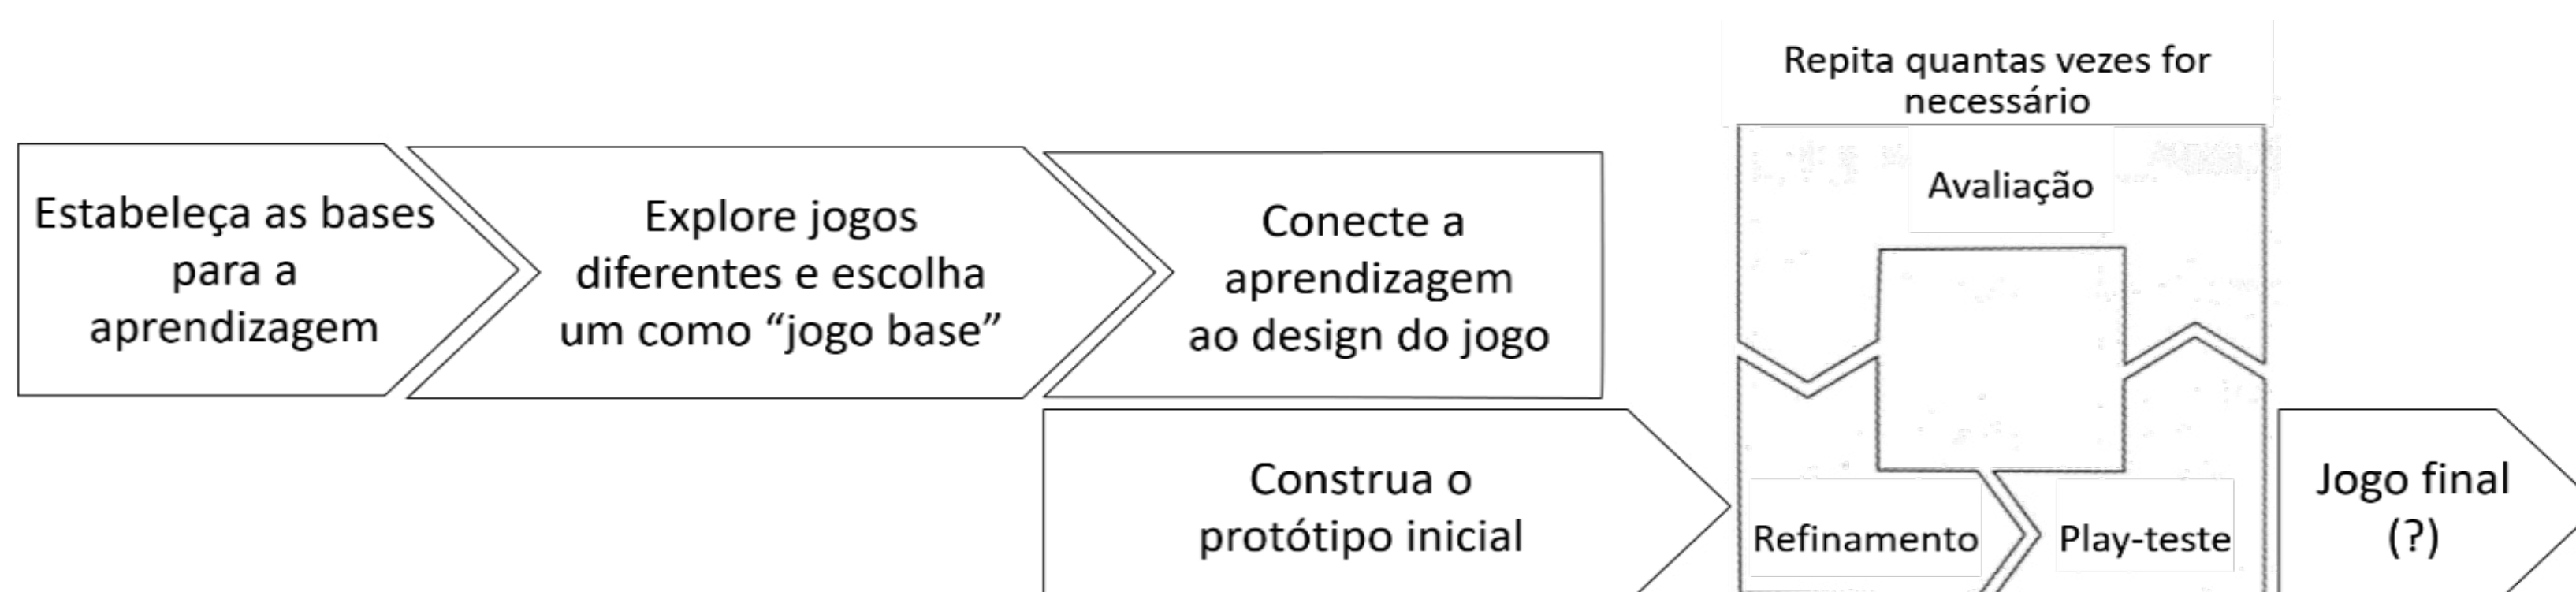 Estabeleça as bases
para a
aprendizagem
Explore jogos
diferentes e escolha
um como “jogo base”
Conecte a
aprendizagem
ao design do jogo
Construa o
protótipo inicial
Repita quantas vezes for
necessário
Avaliação
Refinamento
Play-teste
Jogo final
(?)